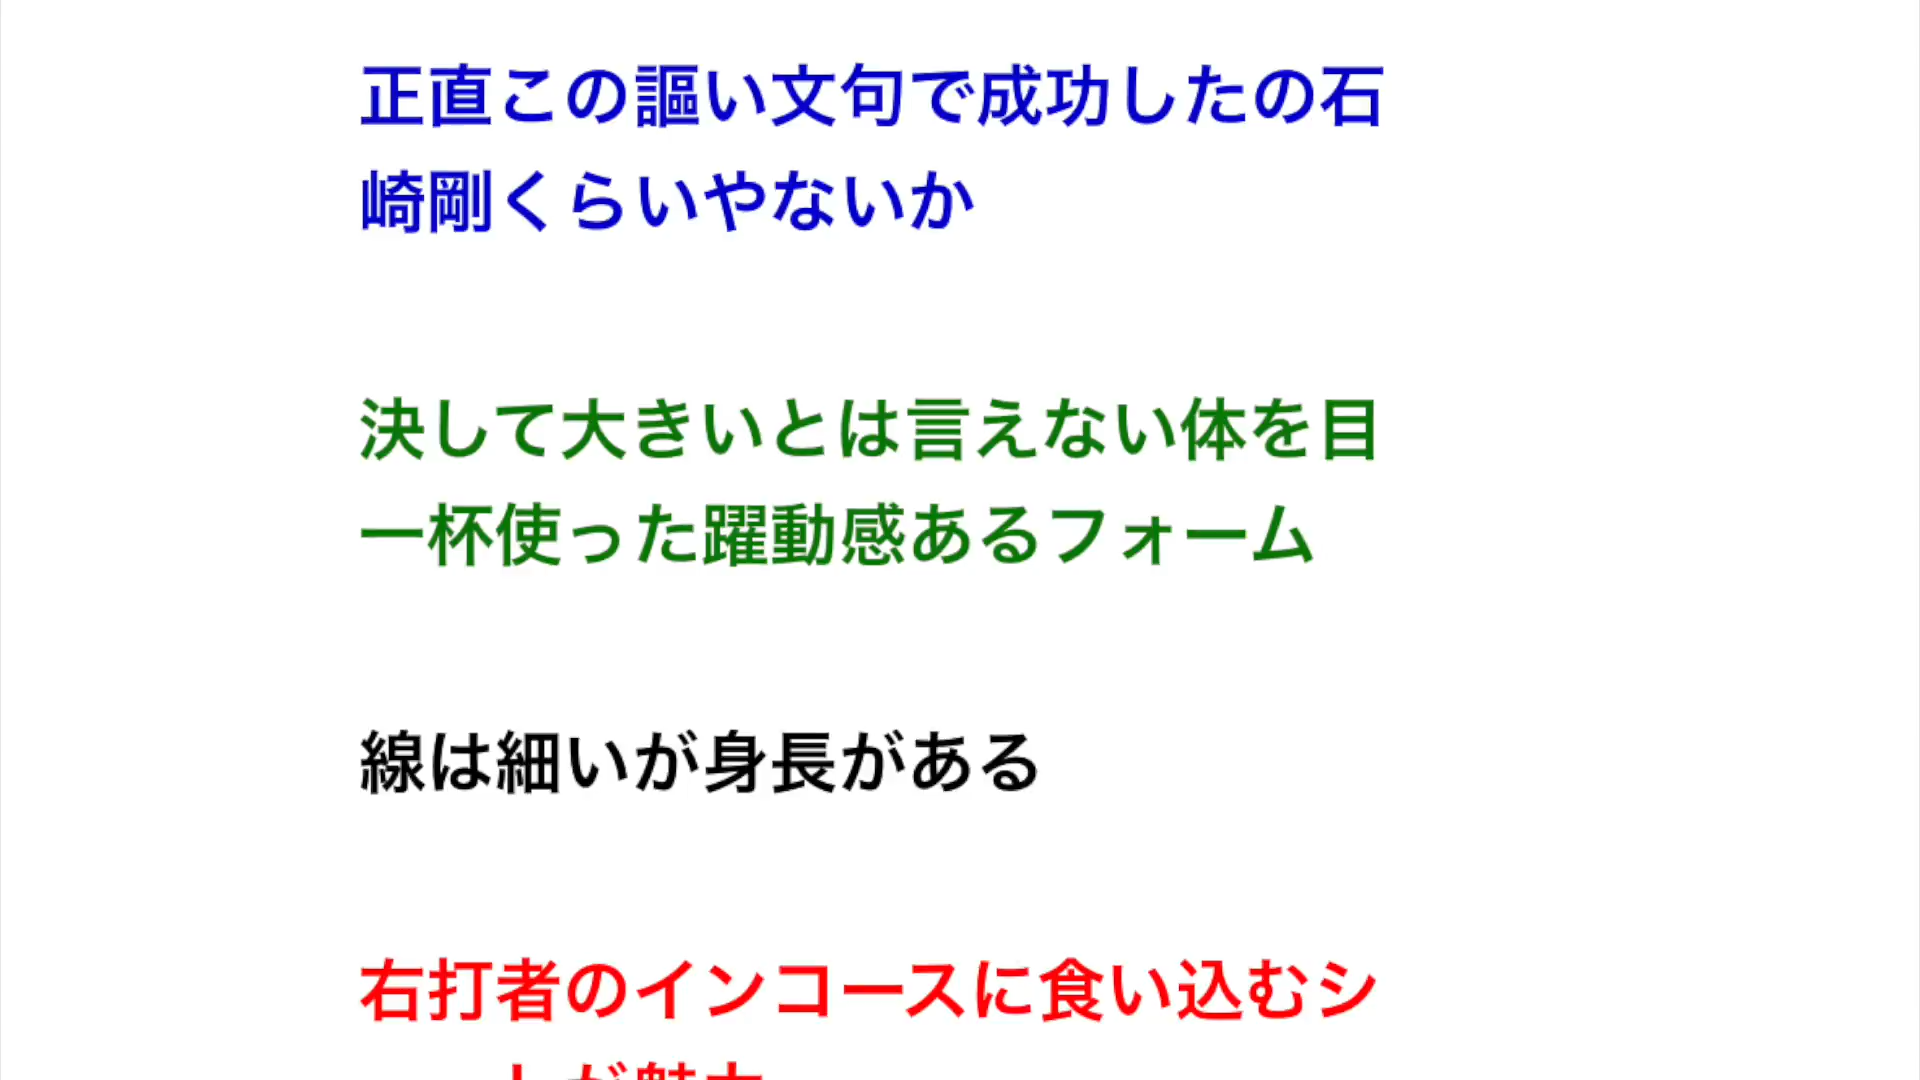 正直この謳い文句で成功したの石
崎剛くらいやないか
決して大きいとは言えない体を目
一杯使った躍動感あるフォーム
線は細いが身長がある
右打者のインコースに食い込むシ